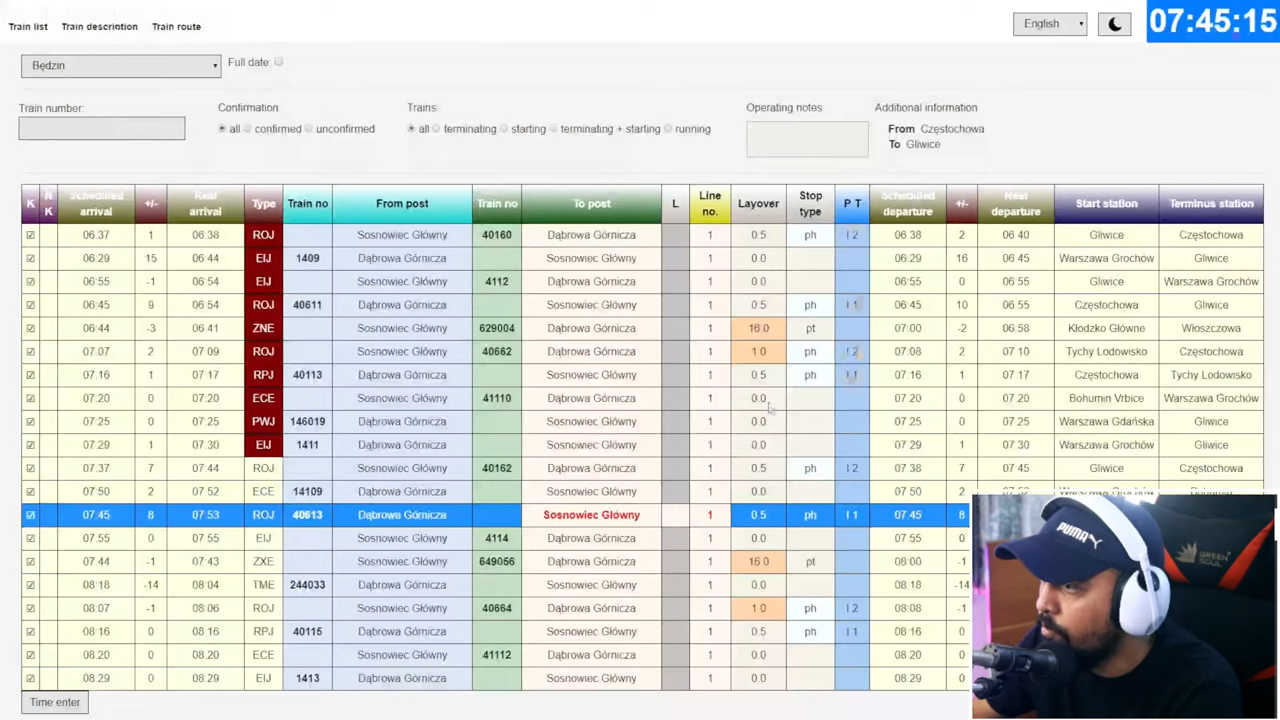 Train list Train description Train route English 07:45:15
Będzin Full date:
Train number: Confirmation Trains: Operating notes Additional information
all confirmed unconfirmed all terminating starting terminating + starting running From Częstochowa
To Gliwice
K N K Scheduled arrival +/- Real arrival Type Train no From post Train no To post L Line no. Layover Stop type P T Scheduled departure +/- Real departure Start station Terminus station
06:37 1 06:38 ROJ Sosnowiec Główny 40160 Dąbrowa Górnicza 1 0.5 ph I 2 06:38 2 06:40 Gliwice Częstochowa
06:29 15 06:44 EIJ 1409 Dąbrowa Górnicza Sosnowiec Główny 1 0.0 06:29 16 06:45 Warszawa Grochów Gliwice
06:55 -1 06:54 EIJ Sosnowiec Główny 4112 Dąbrowa Górnicza 1 0.0 06:55 0 06:55 Gliwice Warszawa Grochów
06:45 9 06:54 ROJ 40611 Dąbrowa Górnicza Sosnowiec Główny 1 0.5 ph I 1 06:45 10 06:55 Częstochowa Gliwice
06:44 -3 06:41 ZNE Sosnowiec Główny 629004 Dąbrowa Górnicza 1 16.0 pt 07:00 -2 06:58 Kłodzko Główne Włoszczowa
07:07 2 07:09 ROJ Sosnowiec Główny 40662 Dąbrowa Górnicza 1 1.0 ph I 2 07:08 2 07:10 Tychy Lodowisko Częstochowa
07:16 1 07:17 RPJ 40113 Dąbrowa Górnicza Sosnowiec Główny 1 0.5 ph I 1 07:16 1 07:17 Częstochowa Tychy Lodowisko
07:20 0 07:20 ECE Sosnowiec Główny 41110 Dąbrowa Górnicza 1 0.0 07:20 0 07:20 Bohumin Vrbice Warszawa Grochów
07:25 0 07:25 PWJ 146019 Dąbrowa Górnicza Sosnowiec Główny 1 0.0 07:25 0 07:25 Warszawa Gdańska Gliwice
07:29 1 07:30 EIJ 1411 Dąbrowa Górnicza Sosnowiec Główny 1 0.0 07:29 1 07:30 Warszawa Grochów Gliwice
07:37 7 07:44 ROJ Sosnowiec Główny 40162 Dąbrowa Górnicza 1 0.5 ph I 2 07:38 7 07:45 Gliwice Częstochowa
07:50 2 07:52 ECE 14109 Dąbrowa Górnicza Sosnowiec Główny 1 0.0 07:50 2
07:45 8 07:53 ROJ 40613 Dąbrowa Górnicza Sosnowiec Główny 1 0.5 ph I 1 07:45 8
07:55 0 07:55 EIJ Sosnowiec Główny 4114 Dąbrowa Górnicza 1 0.0 07:55 0
07:44 -1 07:43 ZXE Sosnowiec Główny 649056 Dąbrowa Górnicza 1 16.0 pt 08:00 -1
08:18 -14 08:04 TME 244033 Dąbrowa Górnicza Sosnowiec Główny 1 0.0 08:18 -14
08:07 -1 08:06 ROJ Sosnowiec Główny 40664 Dąbrowa Górnicza 1 1.0 ph I 2 08:08 -1
08:16 0 08:16 RPJ 40115 Dąbrowa Górnicza Sosnowiec Główny 1 0.5 ph I 1 08:16 0
08:20 0 08:20 ECE Sosnowiec Główny 41112 Dąbrowa Górnicza 1 0.0 08:20 0
08:29 0 08:29 EIJ 1413 Dąbrowa Górnicza Sosnowiec Główny 1 0.0 08:29 0
Time enter
PUMA
GREEN SOUL